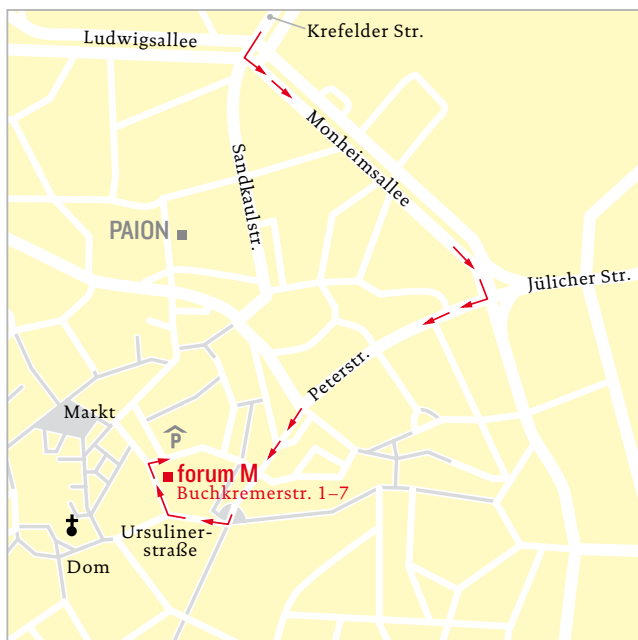 Krefelder Str.
Ludwigsallee
Monheimsallee
Sandkaulstr.
PAION
Jülicher Str.
Peterstr.
Markt
P
forum M
Buchkremerstr. 1–7
Ursuliner-
straße
Dom